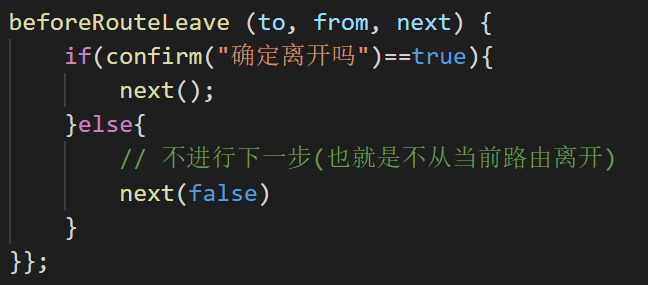 beforeRouteLeave (to, from, next) {
    if(confirm("确定离开吗")==true){
        next();
    }else{
        // 不进行下一步(也就是不从当前路由离开)
        next(false)
    }
}};